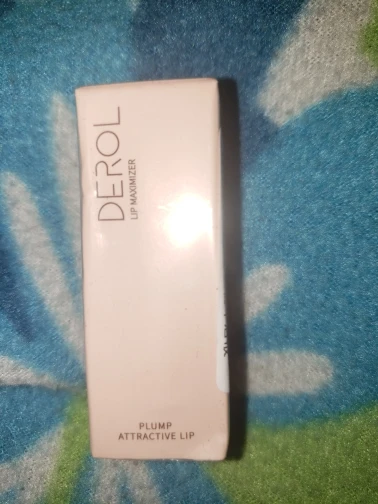 DEROL
LIP MAXIMIZER
PLUMP
ATTRACTIVE LIP